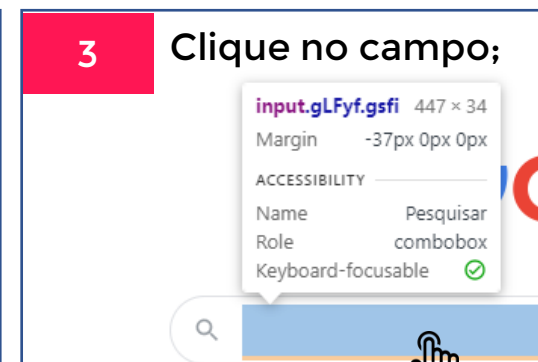 3
Clique no campo;
input.gLFyf.gsfi 447 × 34
Margin -37px 0px 0px
ACCESSIBILITY
Name Pesquisar
Role combobox
Keyboard-focusable